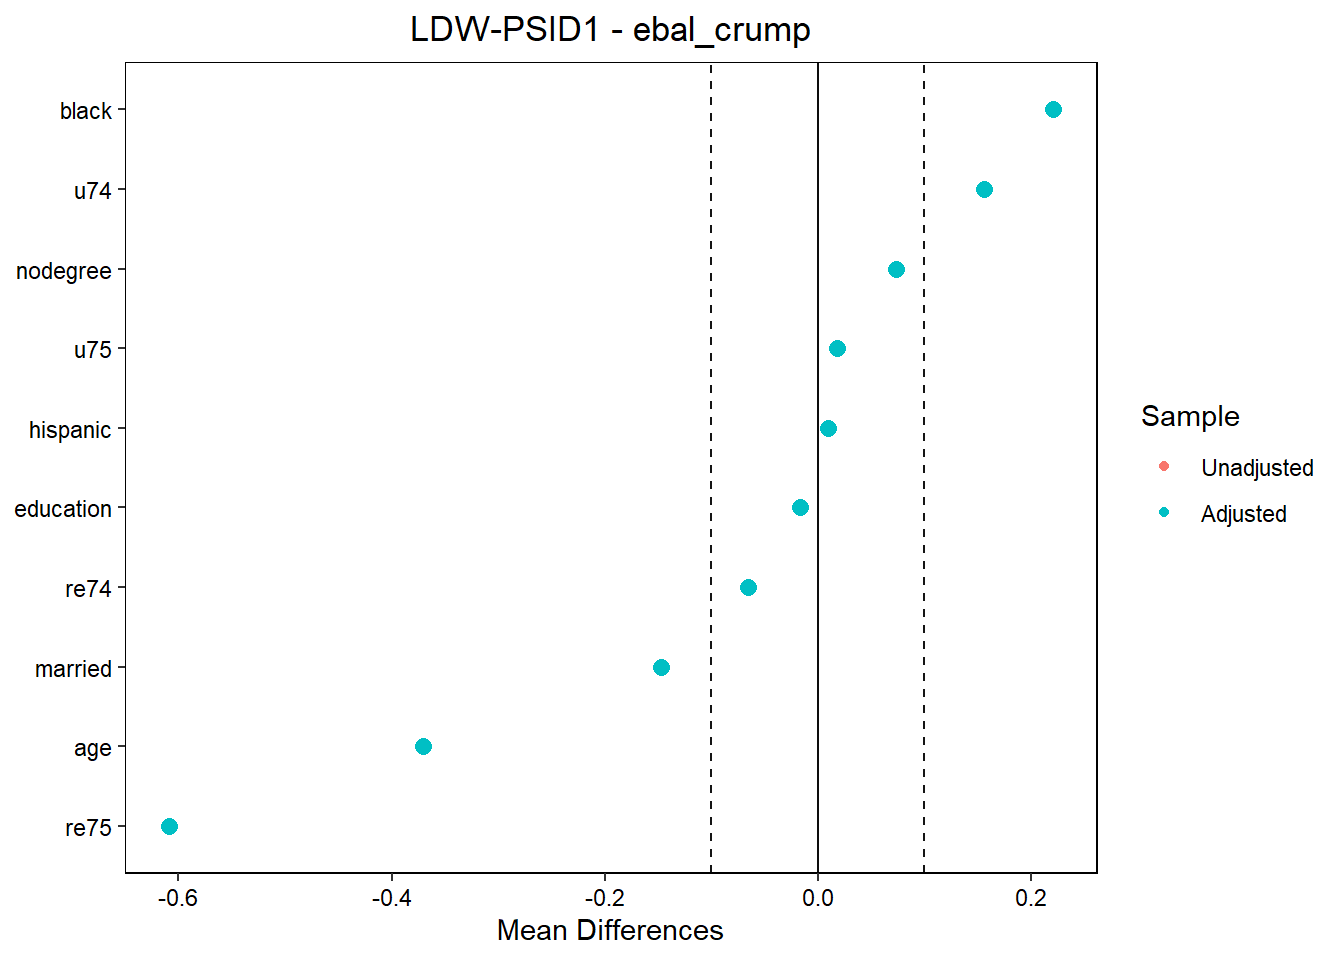 LDW-PSID1 - ebal_crump
black
u74
nodegree
u75
hispanic
education
re74
married
age
re75
-0.6 -0.4 -0.2 0.0 0.2
Mean Differences
Sample
Unadjusted
Adjusted